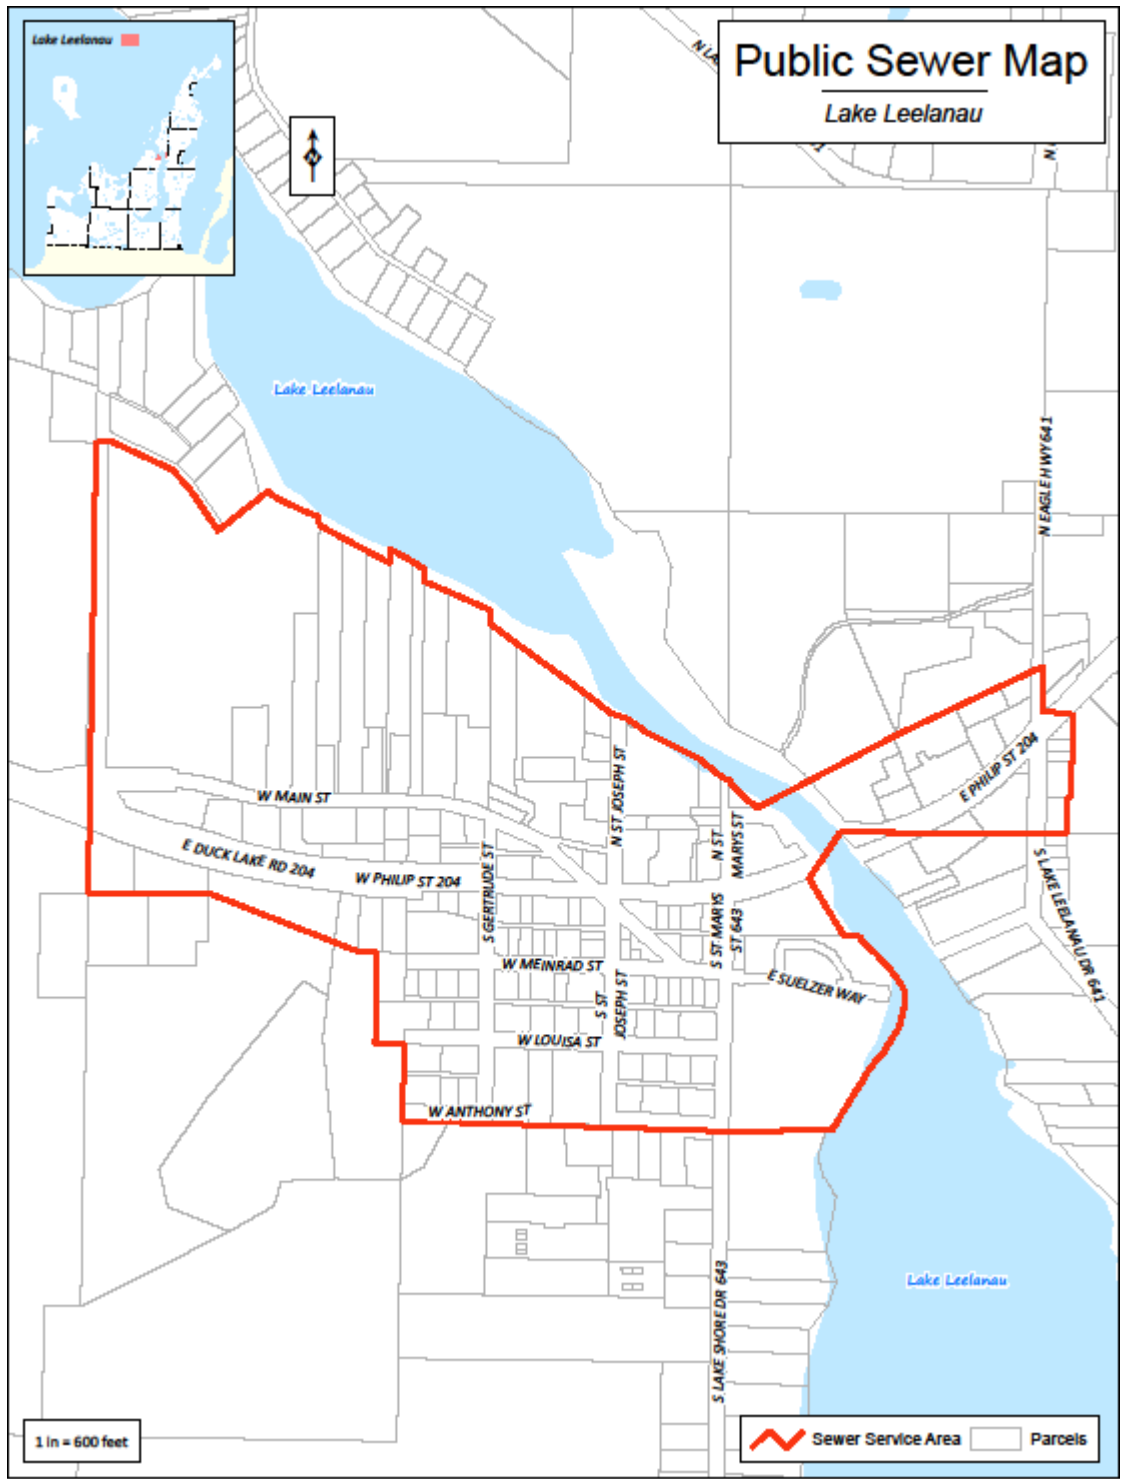 Lake Leelanau
Public Sewer Map
Lake Leelanau
N
N LA
Lake Leelanau
N EAGLE HWY 641
E PHILIP ST 204
W MAIN ST
N ST JOSEPH ST
N ST
MARYS ST
E DUCK LAKE RD 204
W PHILIP ST 204
S GERTRUDE ST
S ST MARYS
ST 643
S LAKE LEELANAU DR 641
W MEINRAD ST
E SUELZER WAY
S ST
JOSEPH ST
W LOUISA ST
W ANTHONY ST
S LAKE SHORE DR 643
Lake Leelanau
1 in = 600 feet
Sewer Service Area
Parcels